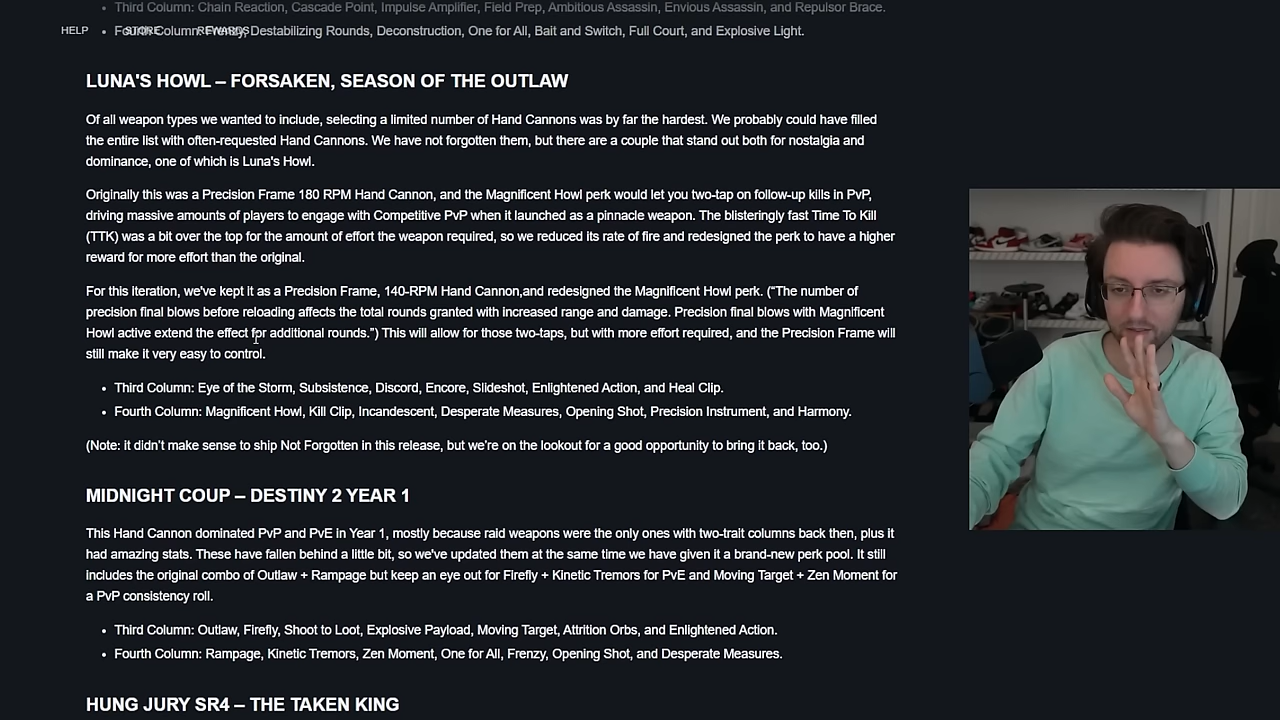 Third Column: Chain Reaction, Cascade Point, Impulse Amplifier, Field Prep, Ambitious Assassin, Envious Assassin, and Repulsor Brace.
HELP STORE REWARDS
Fourth Column: Frenzy, Destabilizing Rounds, Deconstruction, One for All, Bait and Switch, Full Court, and Explosive Light.
LUNA'S HOWL – FORSAKEN, SEASON OF THE OUTLAW
Of all weapon types we wanted to include, selecting a limited number of Hand Cannons was by far the hardest. We probably could have filled
the entire list with often-requested Hand Cannons. We have not forgotten them, but there are a couple that stand out both for nostalgia and
dominance, one of which is Luna's Howl.
Originally this was a Precision Frame 180 RPM Hand Cannon, and the Magnificent Howl perk would let you two-tap on follow-up kills in PvP,
driving massive amounts of players to engage with Competitive PvP when it launched as a pinnacle weapon. The blisteringly fast Time To Kill
(TTK) was a bit over the top for the amount of effort the weapon required, so we reduced its rate of fire and redesigned the perk to have a higher
reward for more effort than the original.
For this iteration, we've kept it as a Precision Frame, 140-RPM Hand Cannon,and redesigned the Magnificent Howl perk. (“The number of
precision final blows before reloading affects the total rounds granted with increased range and damage. Precision final blows with Magnificent
Howl active extend the effect for additional rounds.”) This will allow for those two-taps, but with more effort required, and the Precision Frame will
still make it very easy to control.
Third Column: Eye of the Storm, Subsistence, Discord, Encore, Slideshot, Enlightened Action, and Heal Clip.
Fourth Column: Magnificent Howl, Kill Clip, Incandescent, Desperate Measures, Opening Shot, Precision Instrument, and Harmony.
(Note: it didn’t make sense to ship Not Forgotten in this release, but we’re on the lookout for a good opportunity to bring it back, too.)
MIDNIGHT COUP – DESTINY 2 YEAR 1
This Hand Cannon dominated PvP and PvE in Year 1, mostly because raid weapons were the only ones with two-trait columns back then, plus it
had amazing stats. These have fallen behind a little bit, so we've updated them at the same time we have given it a brand-new perk pool. It still
includes the original combo of Outlaw + Rampage but keep an eye out for Firefly + Kinetic Tremors for PvE and Moving Target + Zen Moment for
a PvP consistency roll.
Third Column: Outlaw, Firefly, Shoot to Loot, Explosive Payload, Moving Target, Attrition Orbs, and Enlightened Action.
Fourth Column: Rampage, Kinetic Tremors, Zen Moment, One for All, Frenzy, Opening Shot, and Desperate Measures.
HUNG JURY SR4 – THE TAKEN KING